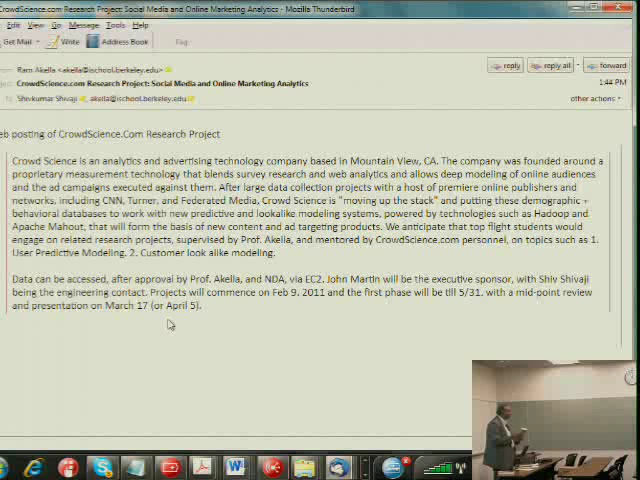 CrowdScience.com Research Project: Social Media and Online Marketing Analytics - Mozilla Thunderbird
Edit View Go Message Tools Help
Get Mail Write Address Book Tag
Ram Akella <akella@ischool.berkeley.edu> reply reply all forward
CrowdScience.com Research Project: Social Media and Online Marketing Analytics 1:44 PM
to Shivkumar Shivaji, akella@ischool.berkeley.edu other actions
posting of CrowdScience.Com Research Project
Crowd Science is an analytics and advertising technology company based in Mountain View, CA. The company was founded around a
proprietary measurement technology that blends survey research and web analytics and allows deep modeling of online audiences
and the ad campaigns executed against them. After large data collection projects with a host of premiere online publishers and
networks, including CNN, Turner, and Federated Media, Crowd Science is "moving up the stack" and putting these demographic +
behavioral databases to work with new predictive and lookalike modeling systems, powered by technologies such as Hadoop and
Apache Mahout, that will form the basis of new content and ad targeting products. We anticipate that top flight students would
engage on related research projects, supervised by Prof. Akella, and mentored by CrowdScience.com personnel, on topics such as 1.
User Predictive Modeling. 2. Customer look alike modeling.
Data can be accessed, after approval by Prof. Akella, and NDA, via EC2. John Martin will be the executive sponsor, with Shiv Shivaji
being the engineering contact. Projects will commence on Feb 9. 2011 and the first phase will be till 5/31. with a mid-point review
and presentation on March 17 (or April 5).